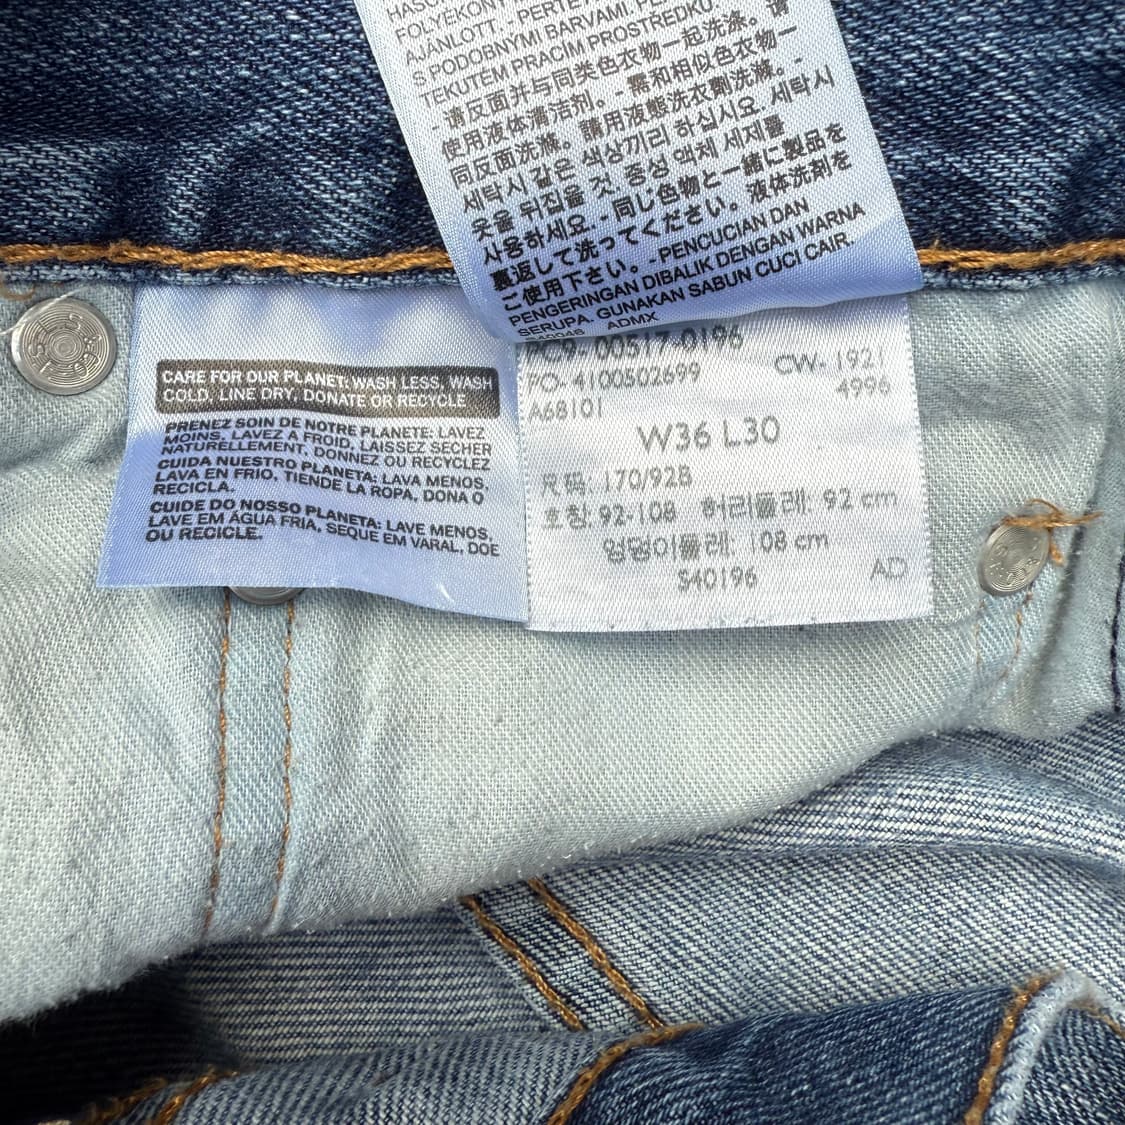 FOLYÉKONY
AJÁNLOTT. - PERTE
S PODOBNÝMI BARVAMI.
TEKUTÉM PRACÍM PROSTŘEDKU.
- 请反面并与同类色衣物一起洗涤。请
使用液体清洁剂。- 需和相似色衣物一
同反面洗滌。請用液態洗衣劑洗滌。-
세탁시 같은 색상끼리 하십시요. 세탁시
옷을 뒤집을 것. 중성 액체 세제를
사용하세요. - 同じ色物と一緒に製品を
裏返して洗ってください。液体洗剤を
ご使用下さい。- PENCUCIAN DAN
PENGERINGAN DIBALIK DENGAN WARNA
SERUPA. GUNAKAN SABUN CUCI CAIR.
S40046 ADMX
CARE FOR OUR PLANET: WASH LESS, WASH
COLD, LINE DRY, DONATE OR RECYCLE
PRENEZ SOIN DE NOTRE PLANETE: LAVEZ
MOINS, LAVEZ À FROID, LAISSEZ SECHER
NATURELLEMENT, DONNEZ OU RECYCLEZ
CUIDA NUESTRO PLANETA: LAVA MENOS,
LAVA EN FRIO, TIENDE LA ROPA, DONA O
RECICLA.
CUIDE DO NOSSO PLANETA: LAVE MENOS,
LAVE EM ÁGUA FRIA, SEQUE EM VARAL, DOE
OU RECICLE.
PC9- 00517-0196
PO- 4100502699 CW- 1921
A68101 4996
W36 L30
尺码: 170/92B
호칭: 92-108 허리둘레: 92 cm
엉덩이둘레: 108 cm
S40196 AD